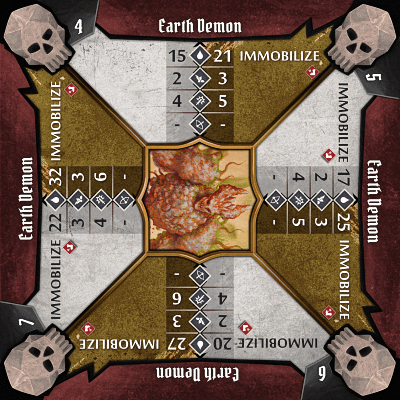 4
Earth Demon
15 21 IMMOBILIZE
2 3
4 5
- -
5
Earth Demon
IMMOBILIZE 17 25 IMMOBILIZE
2 3
4 5
- -
6
Earth Demon
IMMOBILIZE 20 27 IMMOBILIZE
2 3
4 6
- -
7
Earth Demon
IMMOBILIZE 22 32 IMMOBILIZE
3 3
3 6
- -